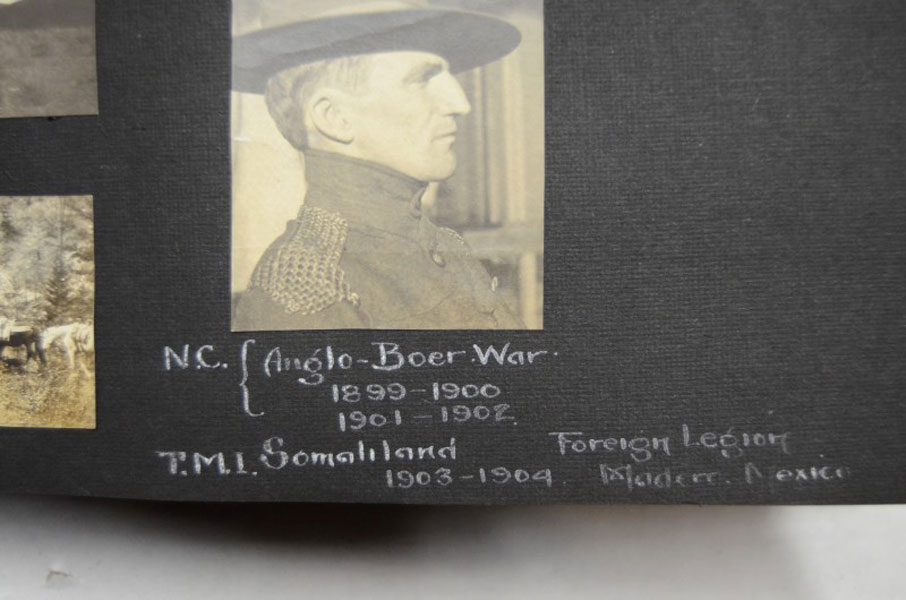 N.C. { Anglo-Boer War.
1899-1900
1901-1902.
T.M.I. Somaliland
1903-1904.
Foreign Legion
Madero. Mexico